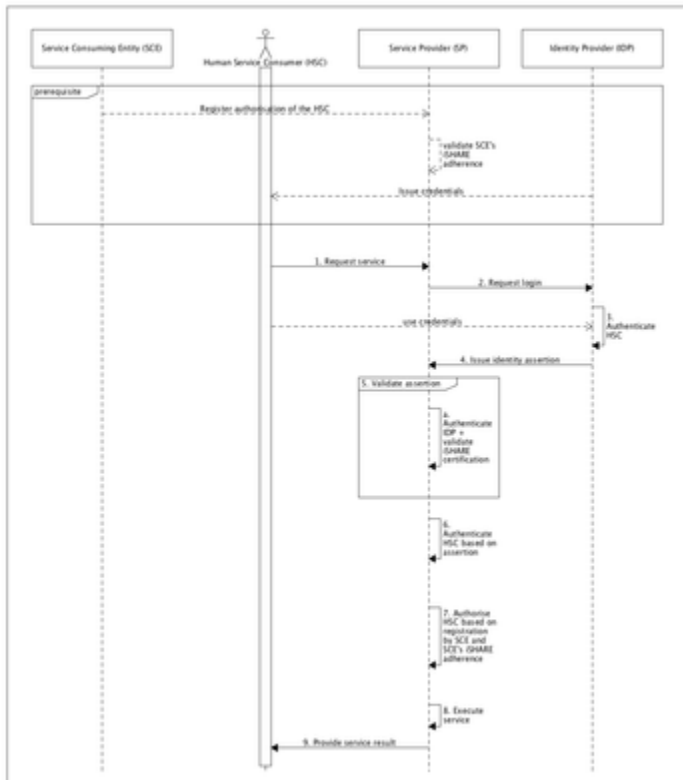 Service Consuming Entity (SCE)
Human Service Consumer (HSC)
Service Provider (SP)
Identity Provider (IDP)
prerequisite
Register authorisation of the HSC
validate SCE's
iSHARE
adherence
Issue credentials
1. Request service
2. Request login
use credentials
3.
Authenticate
HSC
4. Issue identity assertion
5. Validate assertion
a.
Authenticate
IDP +
validate
iSHARE
certification
6.
Authenticate
HSC based on
assertion
7. Authorise
HSC based on
registration
by SCE and
SCE's iSHARE
adherence
8. Execute
service
9. Provide service result